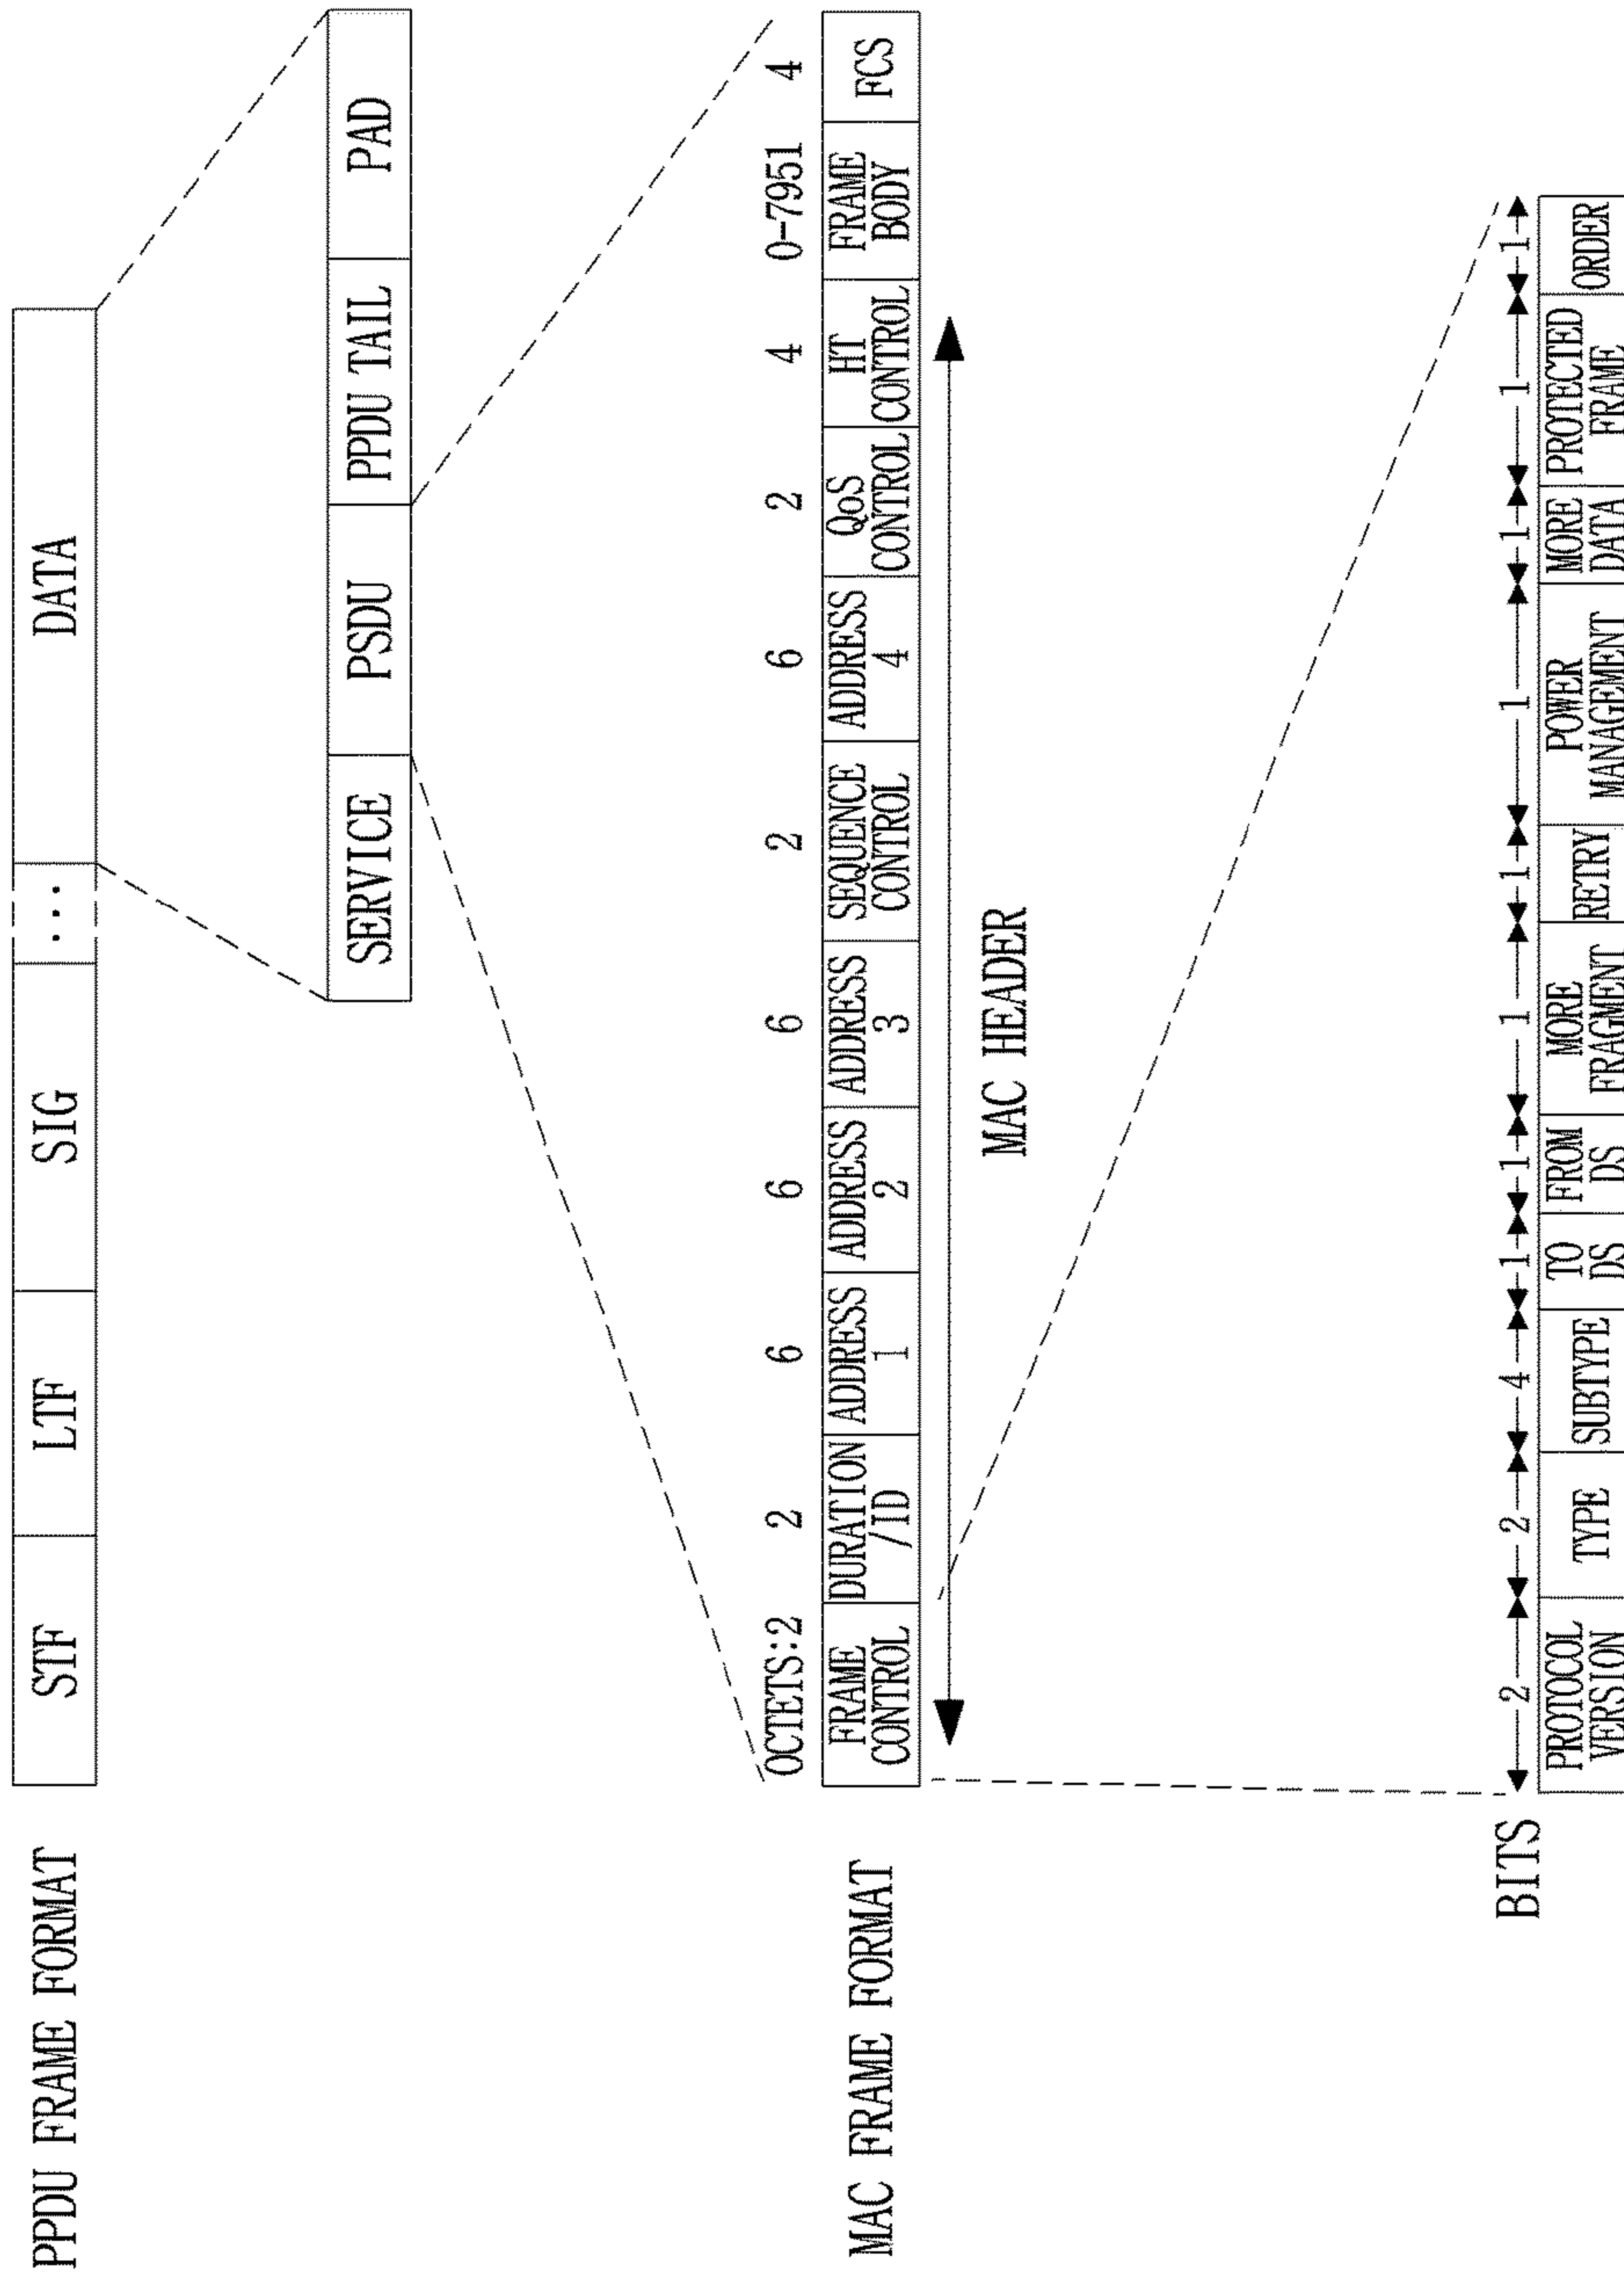 PPDU FRAME FORMAT
STF LTF SIG ... DATA
SERVICE PSDU PPDU TAIL PAD
MAC FRAME FORMAT
OCTETS:2 2 6 6 6 2 6 2 4 0-7951 4
FRAME CONTROL
DURATION /ID
ADDRESS 1
ADDRESS 2
ADDRESS 3
SEQUENCE CONTROL
ADDRESS 4
QoS CONTROL
HT CONTROL
FRAME BODY
FCS
MAC HEADER
BITS
2 2 4 1 1 1 1 1 1 1 1
PROTOCOL VERSION
TYPE
SUBTYPE
TO DS
FROM DS
MORE FRAGMENT
RETRY
POWER MANAGEMENT
MORE DATA
PROTECTED FRAME
ORDER